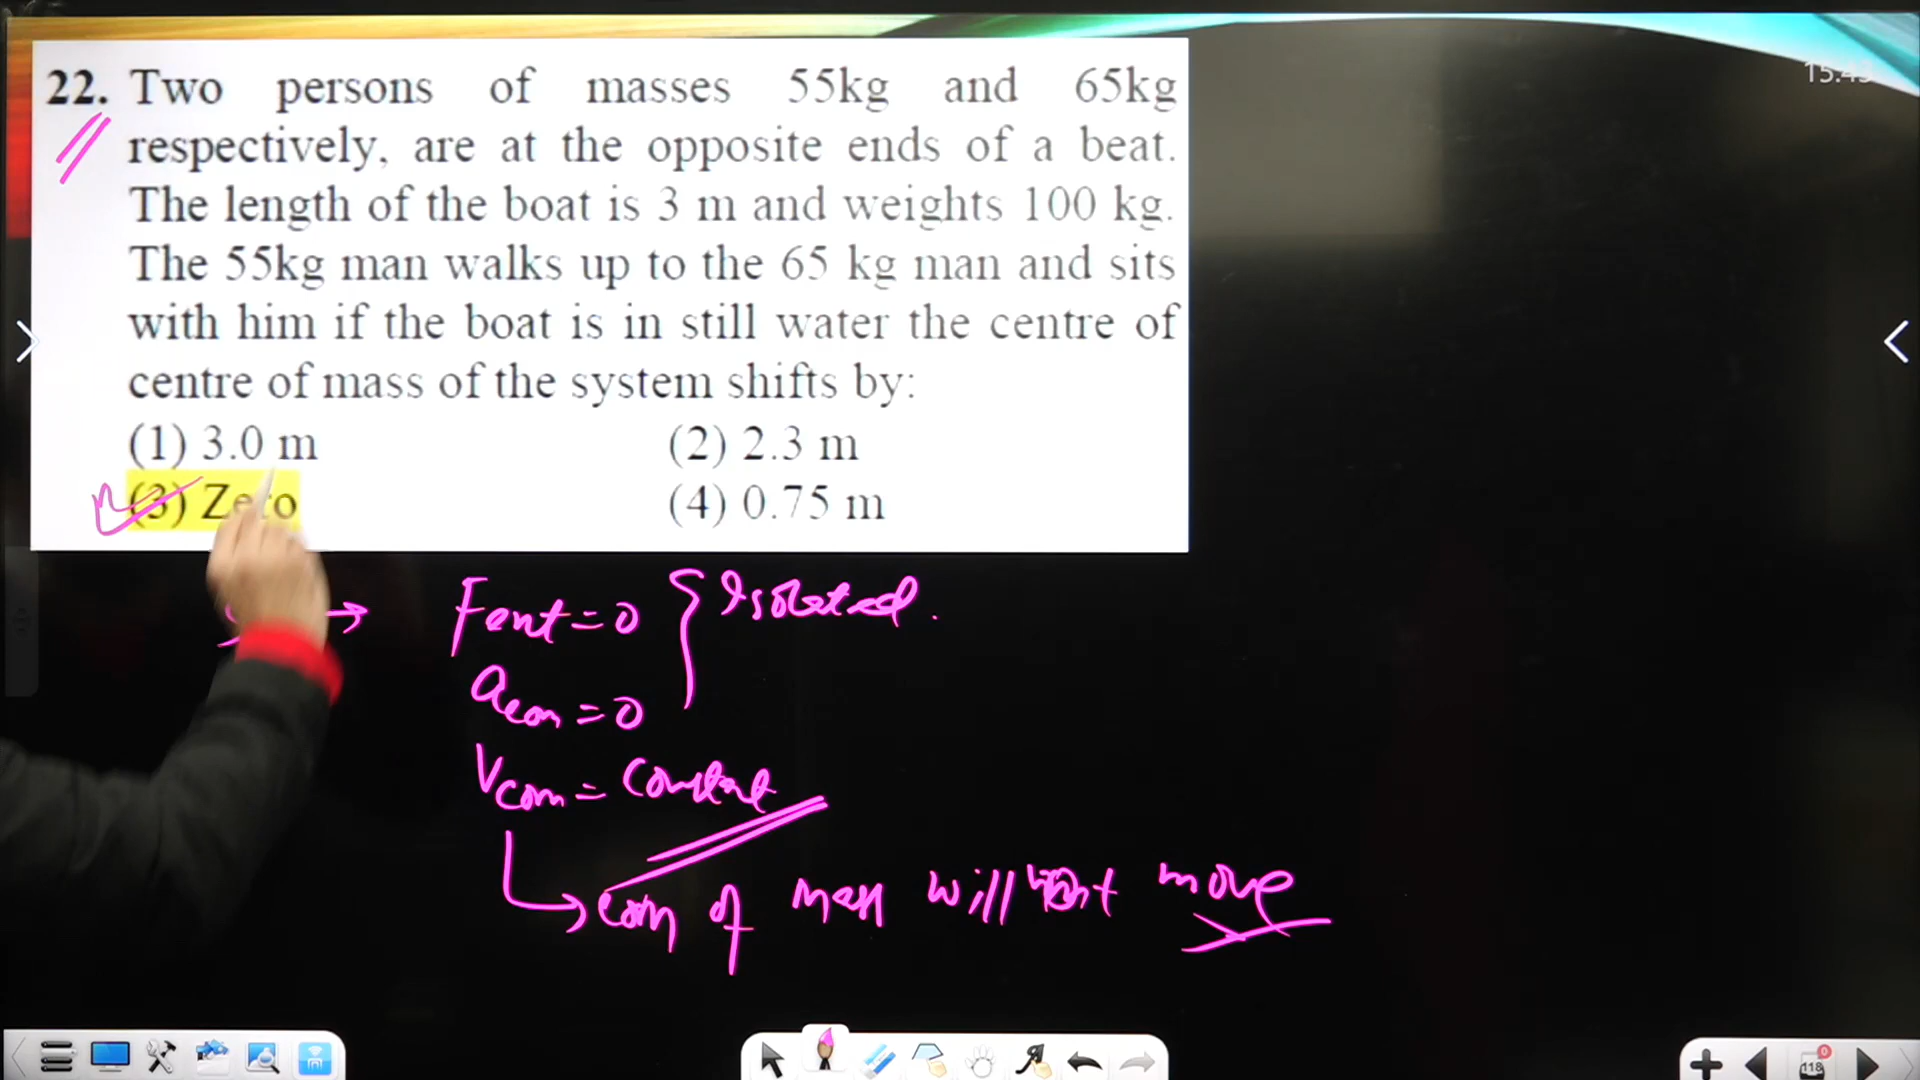 22. Two persons of masses 55kg and 65kg
respectively, are at the opposite ends of a beat.
The length of the boat is 3 m and weights 100 kg.
The 55kg man walks up to the 65 kg man and sits
with him if the boat is in still water the centre of
centre of mass of the system shifts by:
(1) 3.0 m (2) 2.3 m
(3) Zero (4) 0.75 m
Fext = 0 } Isolated.
acom = 0
Vcom = Constant
com of mass will not move
118